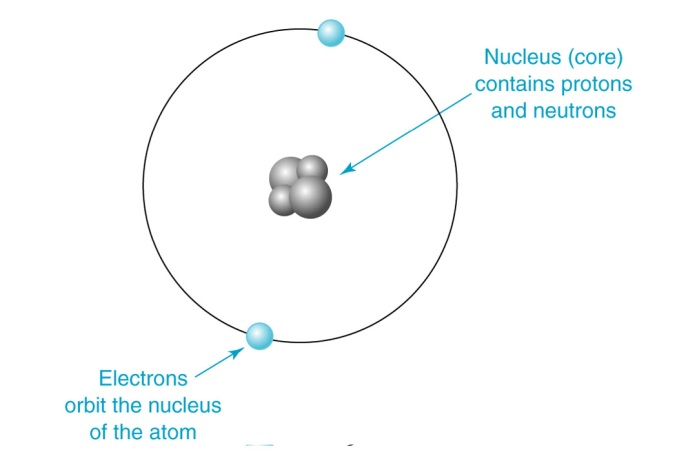 Nucleus (core)
contains protons
and neutrons
Electrons
orbit the nucleus
of the atom